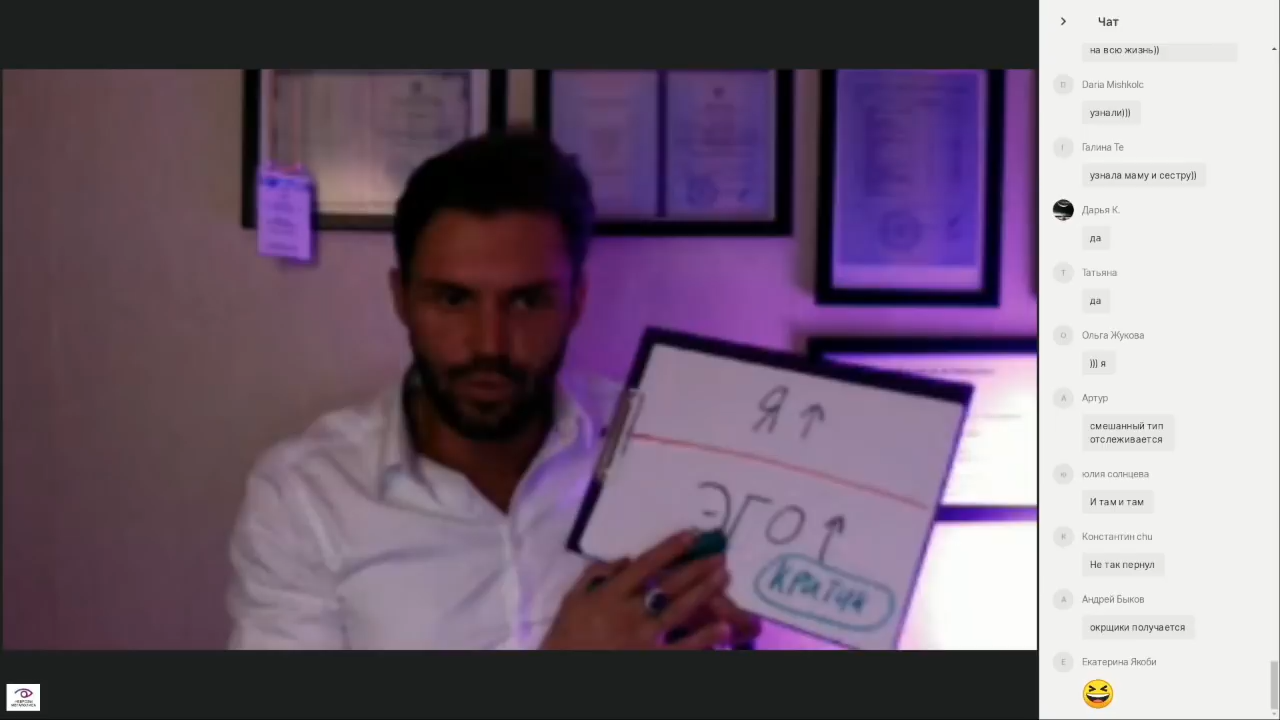 Я ↑
ЭГО ↑
Чат
на всю жизнь))
Daria Mishkolc
узнали)))
Галина Те
узнала маму и сестру))
Дарья К.
да
Т
Татьяна
да
О
Ольга Жукова
))) я
А
Артур
смешанный тип
отслеживается
ю
юлия солнцева
И там и там
К
Константин chu
Не так пернул
А
Андрей Быков
окрщики получается
Е
Екатерина Якоби